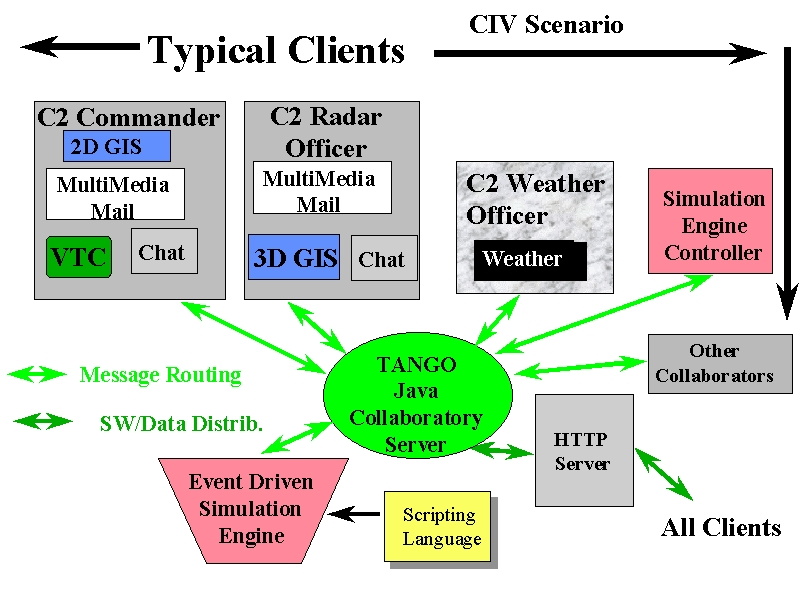 CIV Scenario
Typical Clients
C2 Commander
2D GIS
MultiMedia
Mail
VTC
Chat
C2 Radar
Officer
MultiMedia
Mail
3D GIS
Chat
C2 Weather
Officer
Weather
Simulation
Engine
Controller
Other
Collaborators
Message Routing
SW/Data Distrib.
TANGO
Java
Collaboratory
Server
HTTP
Server
Event Driven
Simulation
Engine
Scripting
Language
All Clients